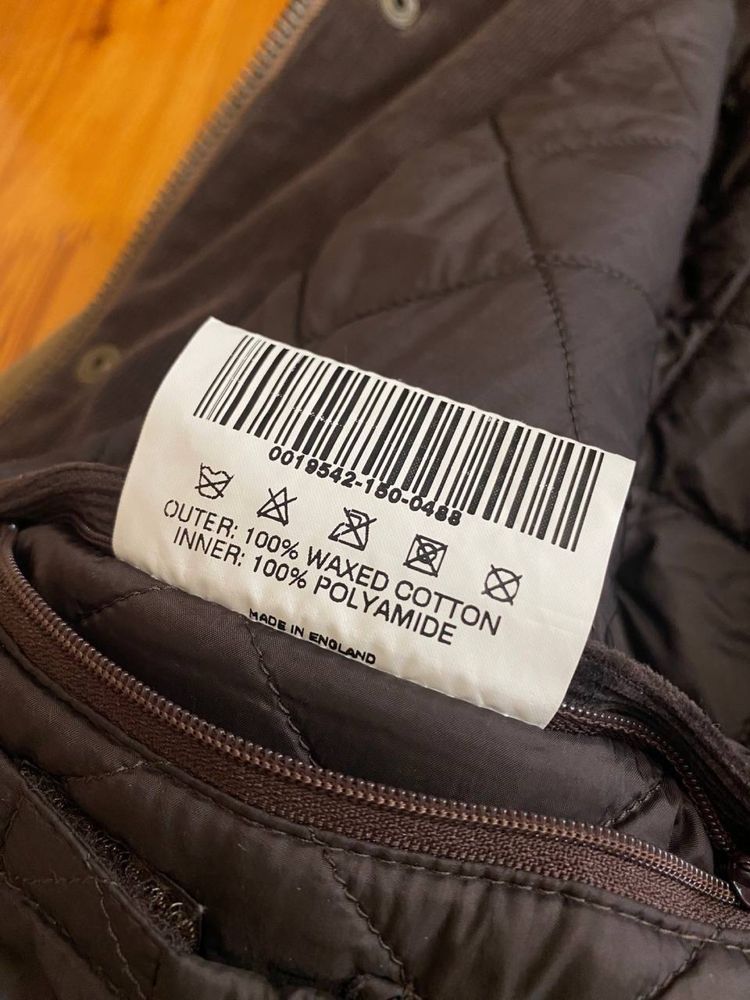 0019542-150-0488
OUTER: 100% WAXED COTTON
INNER: 100% POLYAMIDE
MADE IN ENGLAND